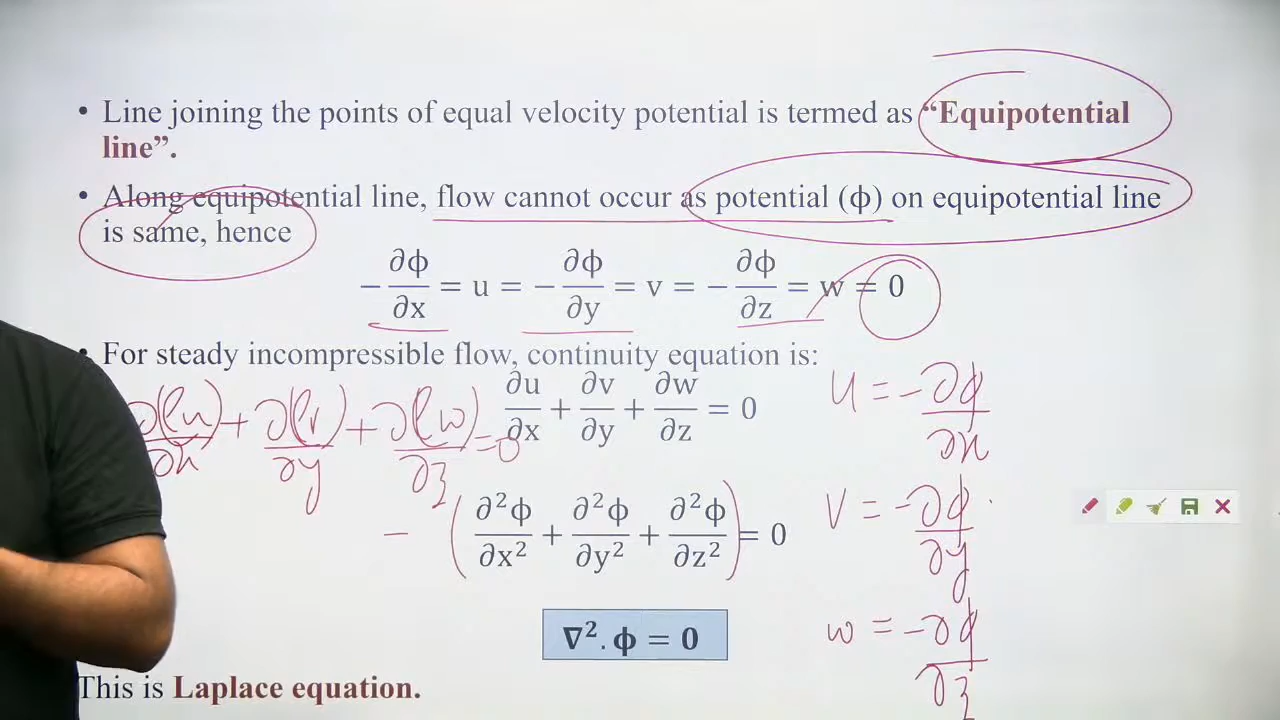 • Line joining the points of equal velocity potential is termed as “Equipotential
line”.
• Along equipotential line, flow cannot occur as potential (ϕ) on equipotential line
is same, hence
− ∂ϕ/∂x = u = − ∂ϕ/∂y = v = − ∂ϕ/∂z = w = 0
• For steady incompressible flow, continuity equation is:
∂(ρu)/∂x + ∂(ρv)/∂y + ∂(ρw)/∂z = 0
∂u/∂x + ∂v/∂y + ∂w/∂z = 0
u = − ∂ϕ/∂x
− (∂²ϕ/∂x² + ∂²ϕ/∂y² + ∂²ϕ/∂z²) = 0
v = − ∂ϕ/∂y
∇².ϕ = 0
w = − ∂ϕ/∂z
This is Laplace equation.